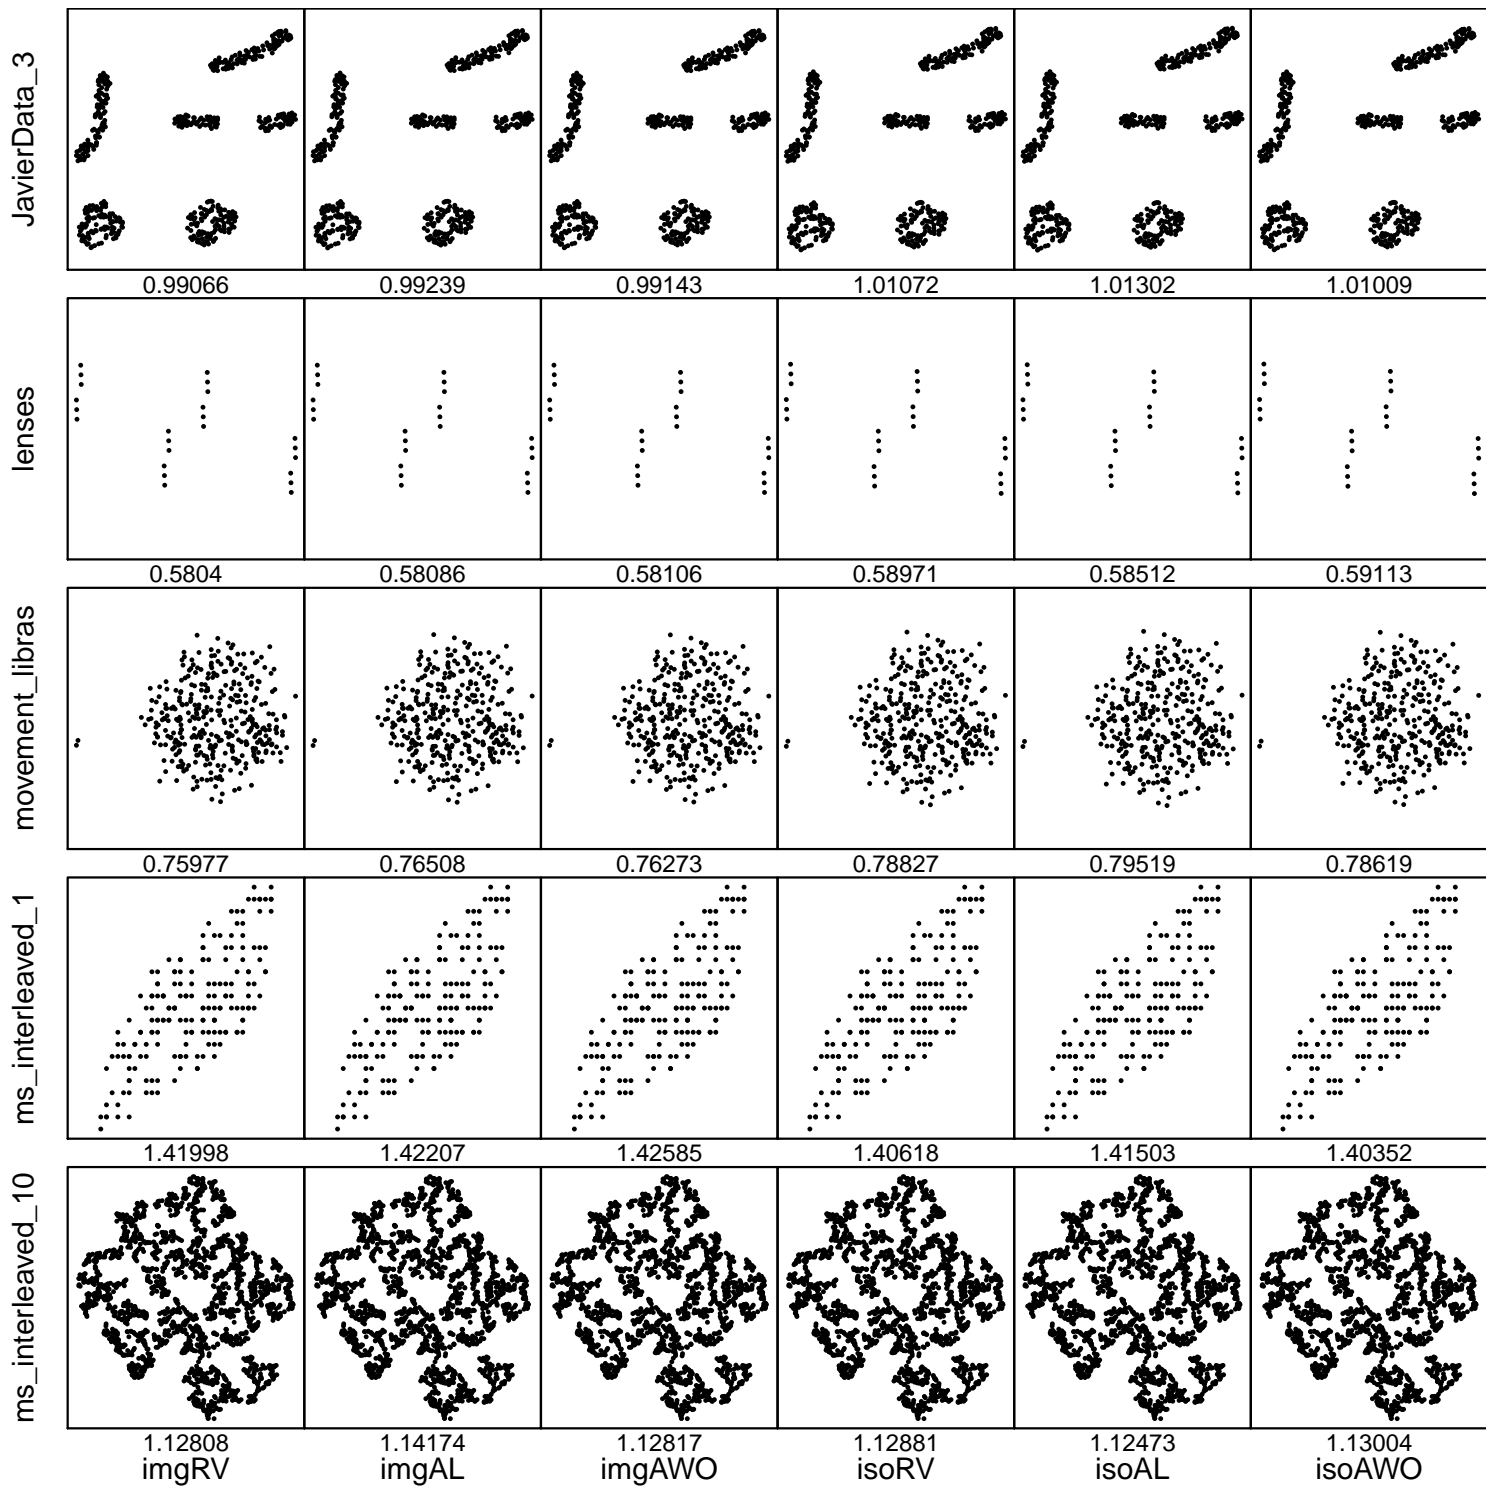 JavierData_3
0.99066 0.99239 0.99143 1.01072 1.01302 1.01009
lenses
0.5804 0.58086 0.58106 0.58971 0.58512 0.59113
movement_libras
0.75977 0.76508 0.76273 0.78827 0.79519 0.78619
ms_interleaved_1
1.41998 1.42207 1.42585 1.40618 1.41503 1.40352
ms_interleaved_10
1.12808 1.14174 1.12817 1.12881 1.12473 1.13004
imgRV imgAL imgAWO isoRV isoAL isoAWO